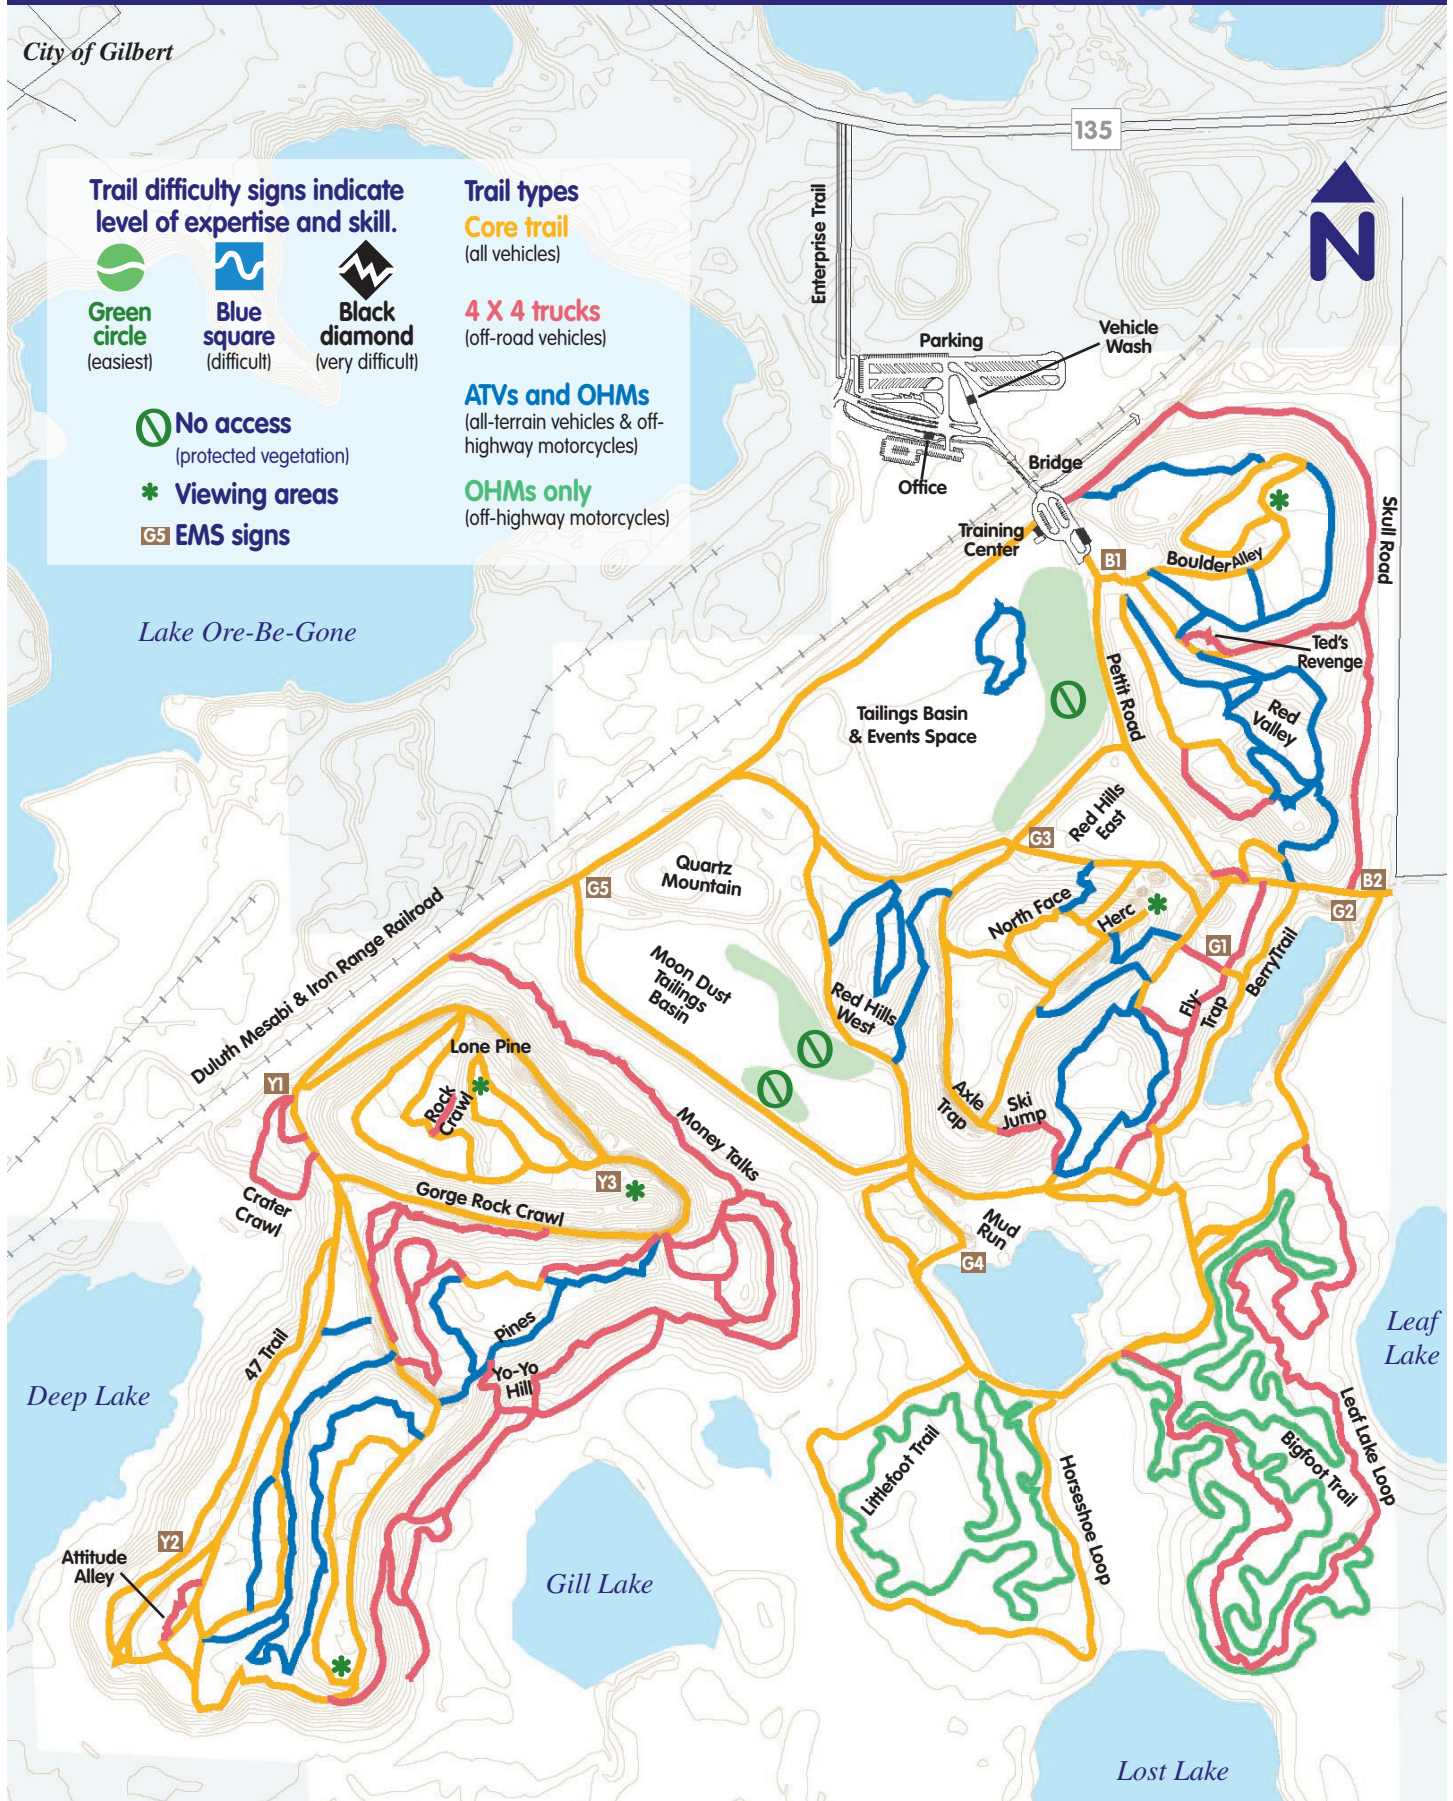 City of Gilbert
135
Trail difficulty signs indicate
level of expertise and skill.
Green
circle
(easiest)
Blue
square
(difficult)
Black
diamond
(very difficult)
No access
(protected vegetation)
Viewing areas
G5 EMS signs
Trail types
Core trail
(all vehicles)
4 X 4 trucks
(off-road vehicles)
ATVs and OHMs
(all-terrain vehicles & off-
highway motorcycles)
OHMs only
(off-highway motorcycles)
N
Enterprise Trail
Parking
Vehicle
Wash
Bridge
Office
Training
Center
B1
Boulder Alley
Skull Road
Ted's
Revenge
Lake Ore-Be-Gone
Pettit Road
Red
Valley
Tailings Basin
& Events Space
Red Hills
East
G3
Quartz
Mountain
G5
B2
G2
North Face
Herc
G1
Berry Trail
Duluth Mesabi & Iron Range Railroad
Moon Dust
Tailings
Basin
Red Hills
West
Fly-
Trap
Lone Pine
Rock
Crawl
Y1
Axle
Trap
Ski
Jump
Money Talks
Y3
Crater
Crawl
Gorge Rock Crawl
Mud
Run
G4
Leaf
Lake
Pines
47 Trail
Yo-Yo
Hill
Deep Lake
Leaf Lake Loop
Littlefoot Trail
Bigfoot Trail
Horseshoe Loop
Y2
Attitude
Alley
Gill Lake
Lost Lake